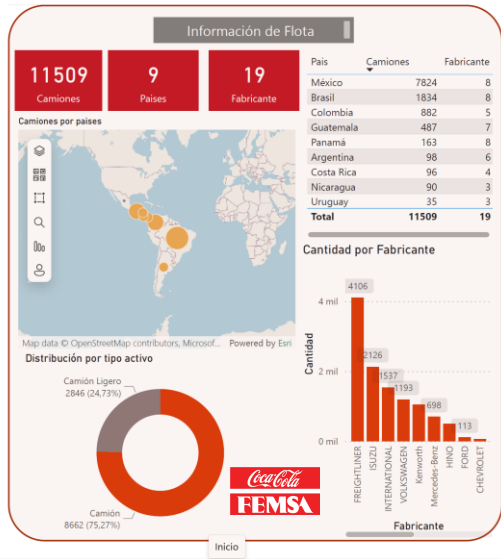 Información de Flota
11509
Camiones
9
Paises
19
Fabricante
País Camiones Fabricante
México 7824 8
Brasil 1834 8
Colombia 882 5
Guatemala 487 7
Panamá 163 8
Argentina 98 6
Costa Rica 96 4
Nicaragua 90 3
Uruguay 35 3
Total 11509 19
Camiones por paises
Map data © OpenStreetMap contributors, Microsof... Powered by Esri
Distribución por tipo activo
Camión Ligero
2846 (24,73%)
Camión
8662 (75,27%)
Coca-Cola
FEMSA
Cantidad por Fabricante
Cantidad
4 mil
2 mil
0 mil
4106
2126
1537
1193
698
113
FREIGHTLINER
ISUZU
INTERNATIONAL
VOLKSWAGEN
Kenworth
Mercedes-Benz
HINO
FORD
CHEVROLET
Fabricante
Inicio